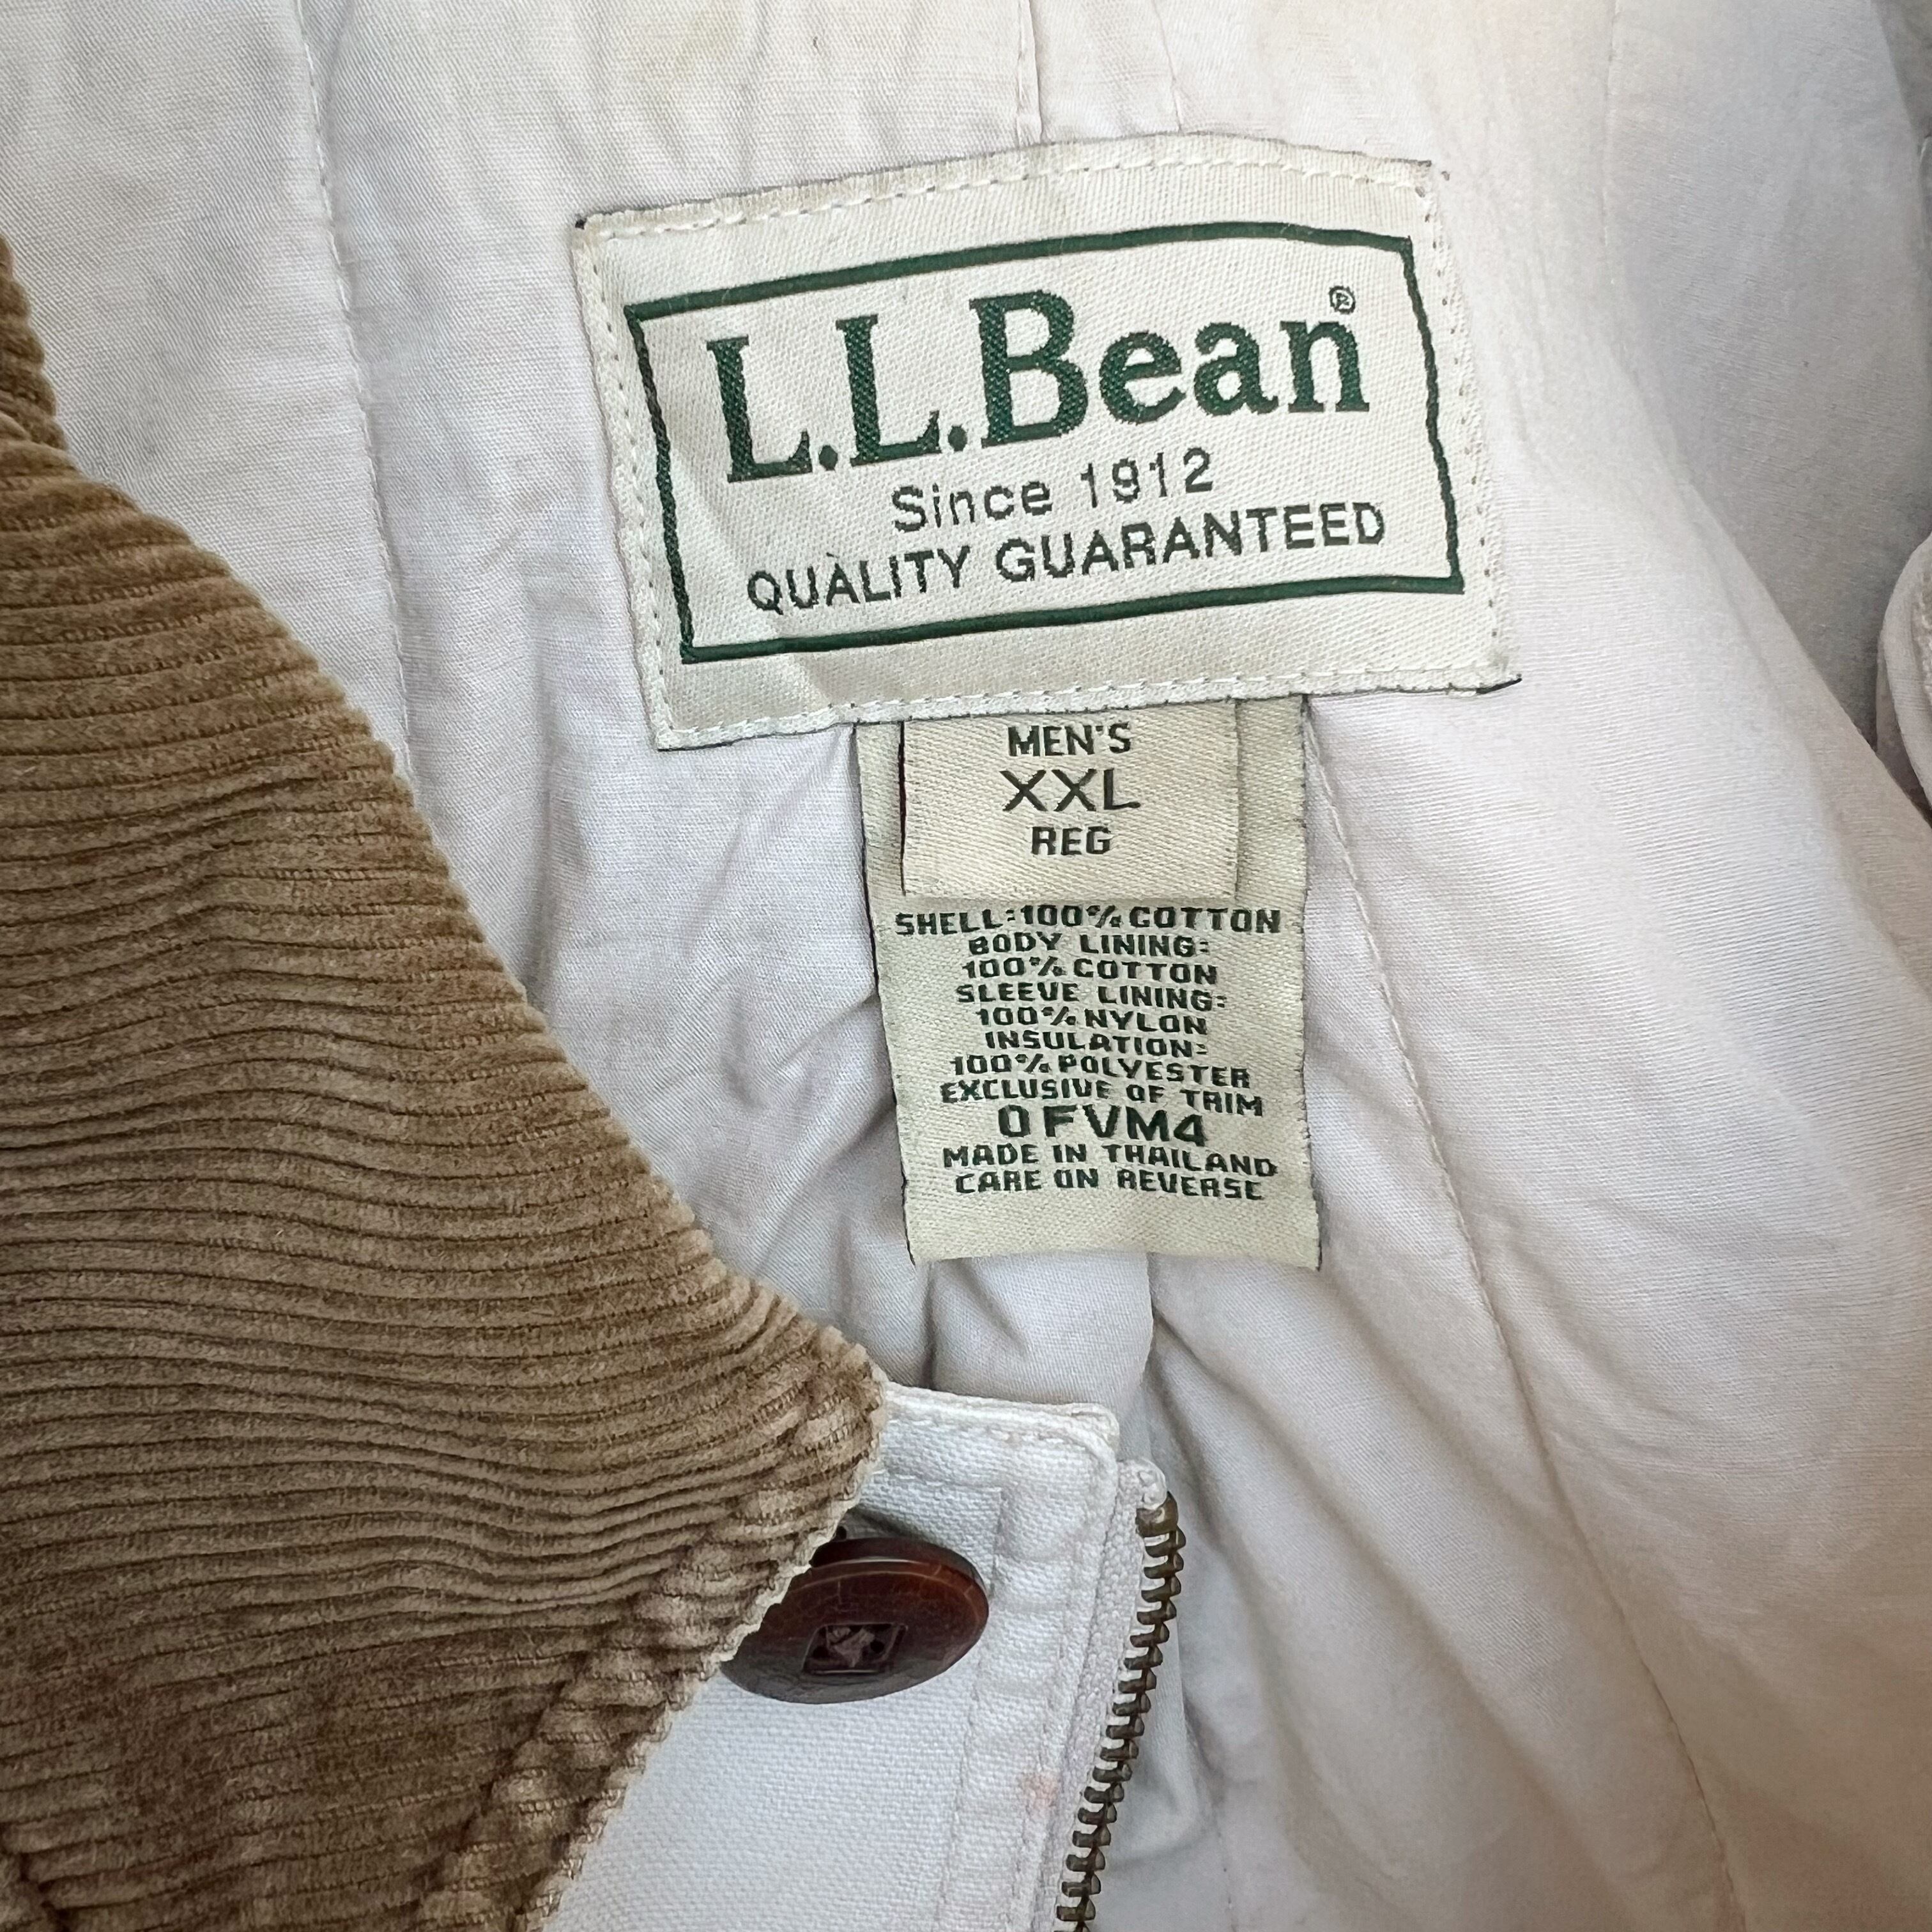 L.L.Bean®
Since 1912
QUALITY GUARANTEED
MEN'S
XXL
REG
SHELL:100% COTTON
BODY LINING:
100% COTTON
SLEEVE LINING:
100% NYLON
INSULATION:
100% POLYESTER
EXCLUSIVE OF TRIM
0FVM4
MADE IN THAILAND
CARE ON REVERSE